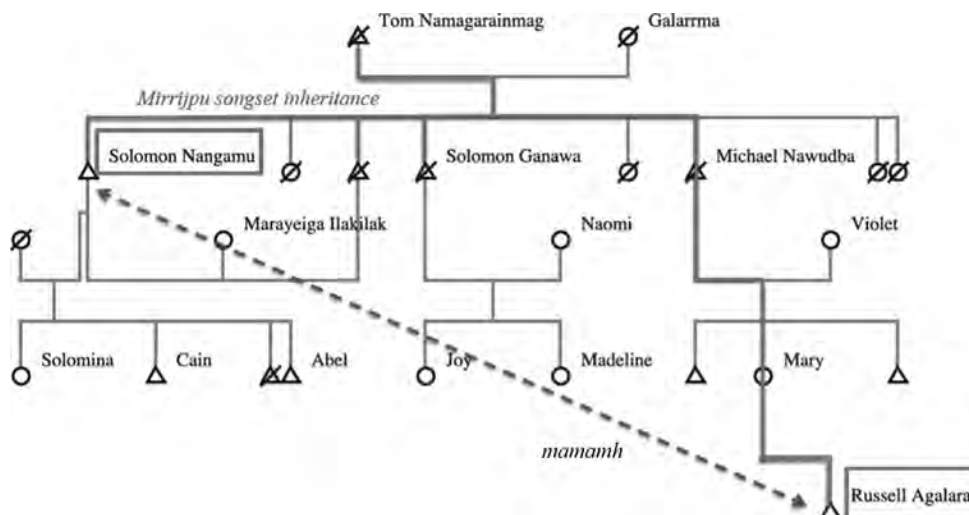 Tom Namagarainmag
Galarrma
Mirrijpu songset inheritance
Solomon Nangamu
Solomon Ganawa
Michael Nawudba
Marayeiga Ilakilak
Naomi
Violet
Solomina
Cain
Abel
Joy
Madeline
Mary
mamamh
Russell Agalara